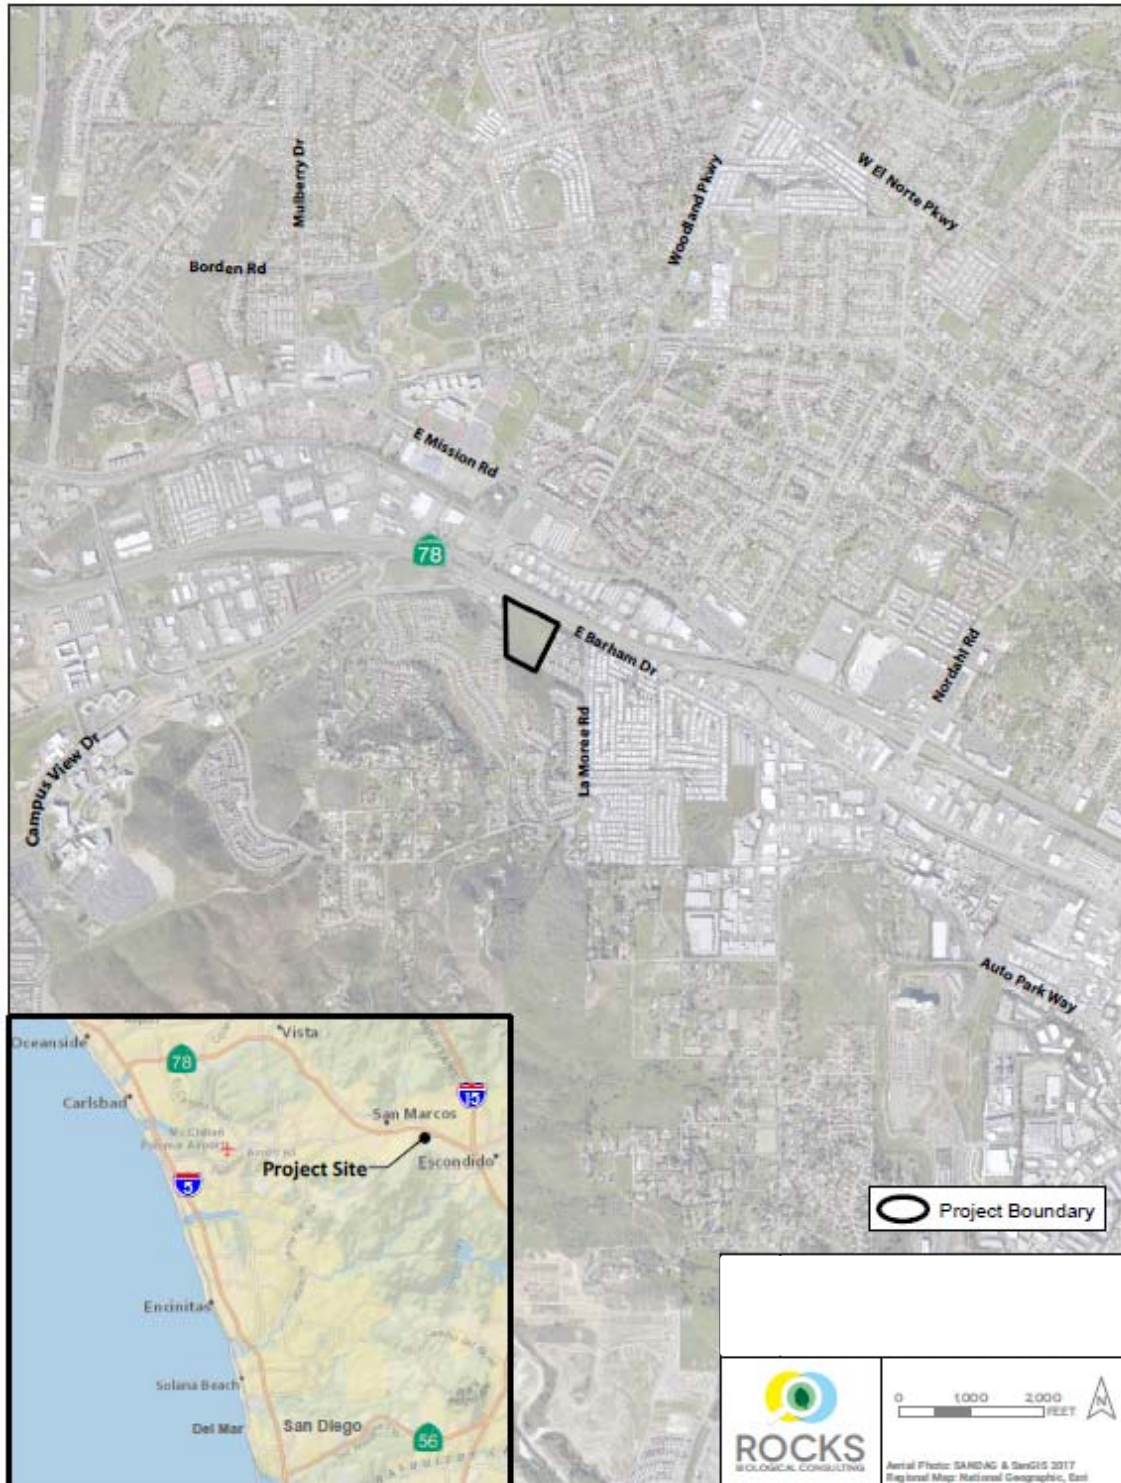 Mulberry Dr
Borden Rd
Woodland Pkwy
W El Norte Pkwy
E Mission Rd
78
E Barham Dr
Nordahl Rd
La Moree Rd
Campus View Dr
Auto Park Way
Oceanside
Vista
78
15
Carlsbad
San Marcos
Project Site
Escondido
5
Encinitas
Solana Beach
Del Mar
San Diego
56
Project Boundary
ROCKS
BIOLOGICAL CONSULTING
0 1,000 2,000
FEET
N
Aerial Photo: SANDAG & SanGIS 2017
Regional Map: National Geographic, Esri